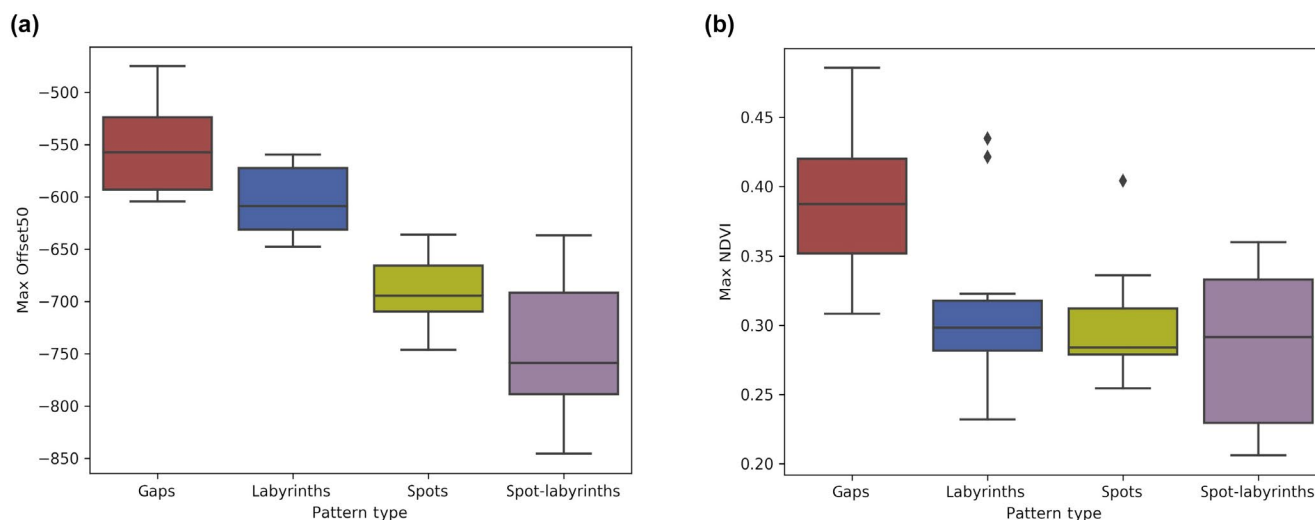 (a)
Max Offset50
−500
−550
−600
−650
−700
−750
−800
−850
Gaps Labyrinths Spots Spot-labyrinths
Pattern type
(b)
Max NDVI
0.45
0.40
0.35
0.30
0.25
0.20
Gaps Labyrinths Spots Spot-labyrinths
Pattern type